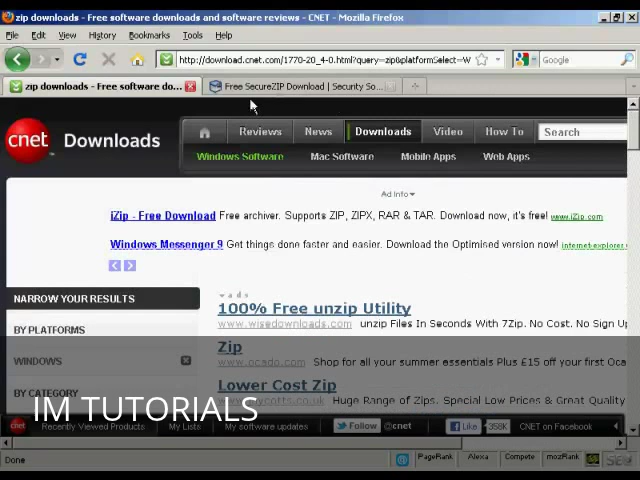 zip downloads - Free software downloads and software reviews - CNET - Mozilla Firefox
File Edit View History Bookmarks Tools Help
http://download.cnet.com/1770-20_4-0.html?query=zip&platformSelect=W
Google
zip downloads - Free software do...
Free SecureZIP Download | Security So...
cnet Downloads
Reviews News Downloads Video How To Search
Windows Software Mac Software Mobile Apps Web Apps
Ad Info
iZip - Free Download Free archiver. Supports ZIP, ZIPX, RAR & TAR. Download now, it's free! www.iZip.com
Windows Messenger 9 Get things done faster and easier. Download the Optimised version now! internet-explorer
NARROW YOUR RESULTS
ads
100% Free unzip Utility
www.wisedownloads.com unzip Files In Seconds With 7Zip. No Cost. No Sign Up
BY PLATFORMS
Zip
WINDOWS
www.ocado.com Shop for all your summer essentials Plus £15 off your first Oca
Lower Cost Zip
BY CATEGORY
Huge Range of Zips. Special Low Prices & Great Quality
IM TUTORIALS
cnet Recently Viewed Products My Lists My software updates Follow @cnet Like 358K CNET on Facebook
Done
PageRank Alexa Compete mozRank SEO